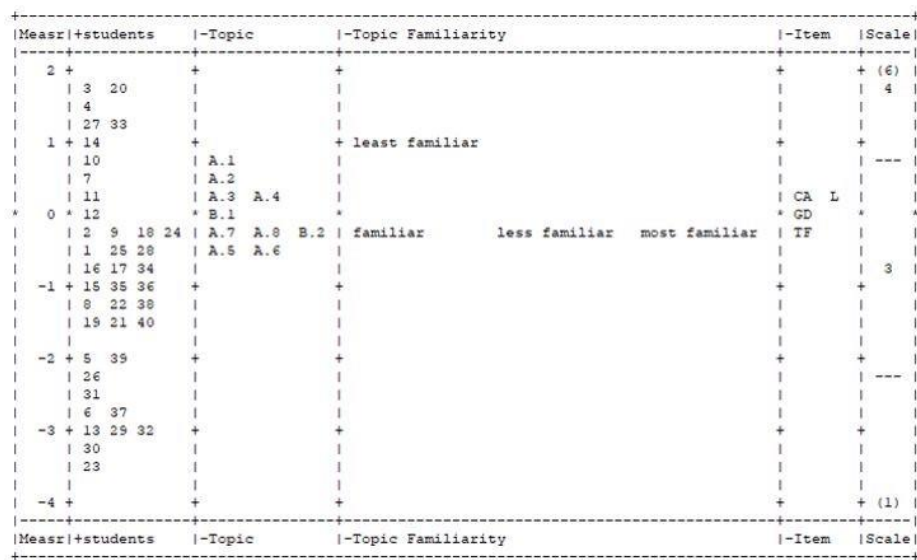 +-----------------------------------------------------------------------------------------------+
|Measr|+students |-Topic |-Topic Familiarity |-Item |Scale|
|-----+----------+----------+----------+----------+-----|
| 2 + + + + + (6) |
| | 3 20 | | | | 4 |
| | 4 | | | | |
| | 27 33 | | | | |
| 1 + 14 + + least familiar + + |
| | 10 | A.1 | | | --- |
| | 7 | A.2 | | | |
| | 11 | A.3 A.4 | | CA L | |
* 0 * 12 * B.1 * * GD * *
| | 2 9 18 24 | A.7 A.8 B.2 | familiar less familiar most familiar | TF | |
| | 1 25 28 | A.5 A.6 | | | |
| | 16 17 34 | | | | 3 |
| -1 + 15 35 36 + + + + |
| | 8 22 38 | | | | |
| | 19 21 40 | | | | |
| | | | | | |
| -2 + 5 39 + + + + |
| | 26 | | | | --- |
| | 31 | | | | |
| | 6 37 | | | | |
| -3 + 13 29 32 + + + + |
| | 30 | | | | |
| | 23 | | | | |
| | | | | | |
| -4 + + + + + (1) |
|-----+----------+----------+----------+----------+-----|
|Measr|+students |-Topic |-Topic Familiarity |-Item |Scale|
+-----------------------------------------------------------------------------------------------+